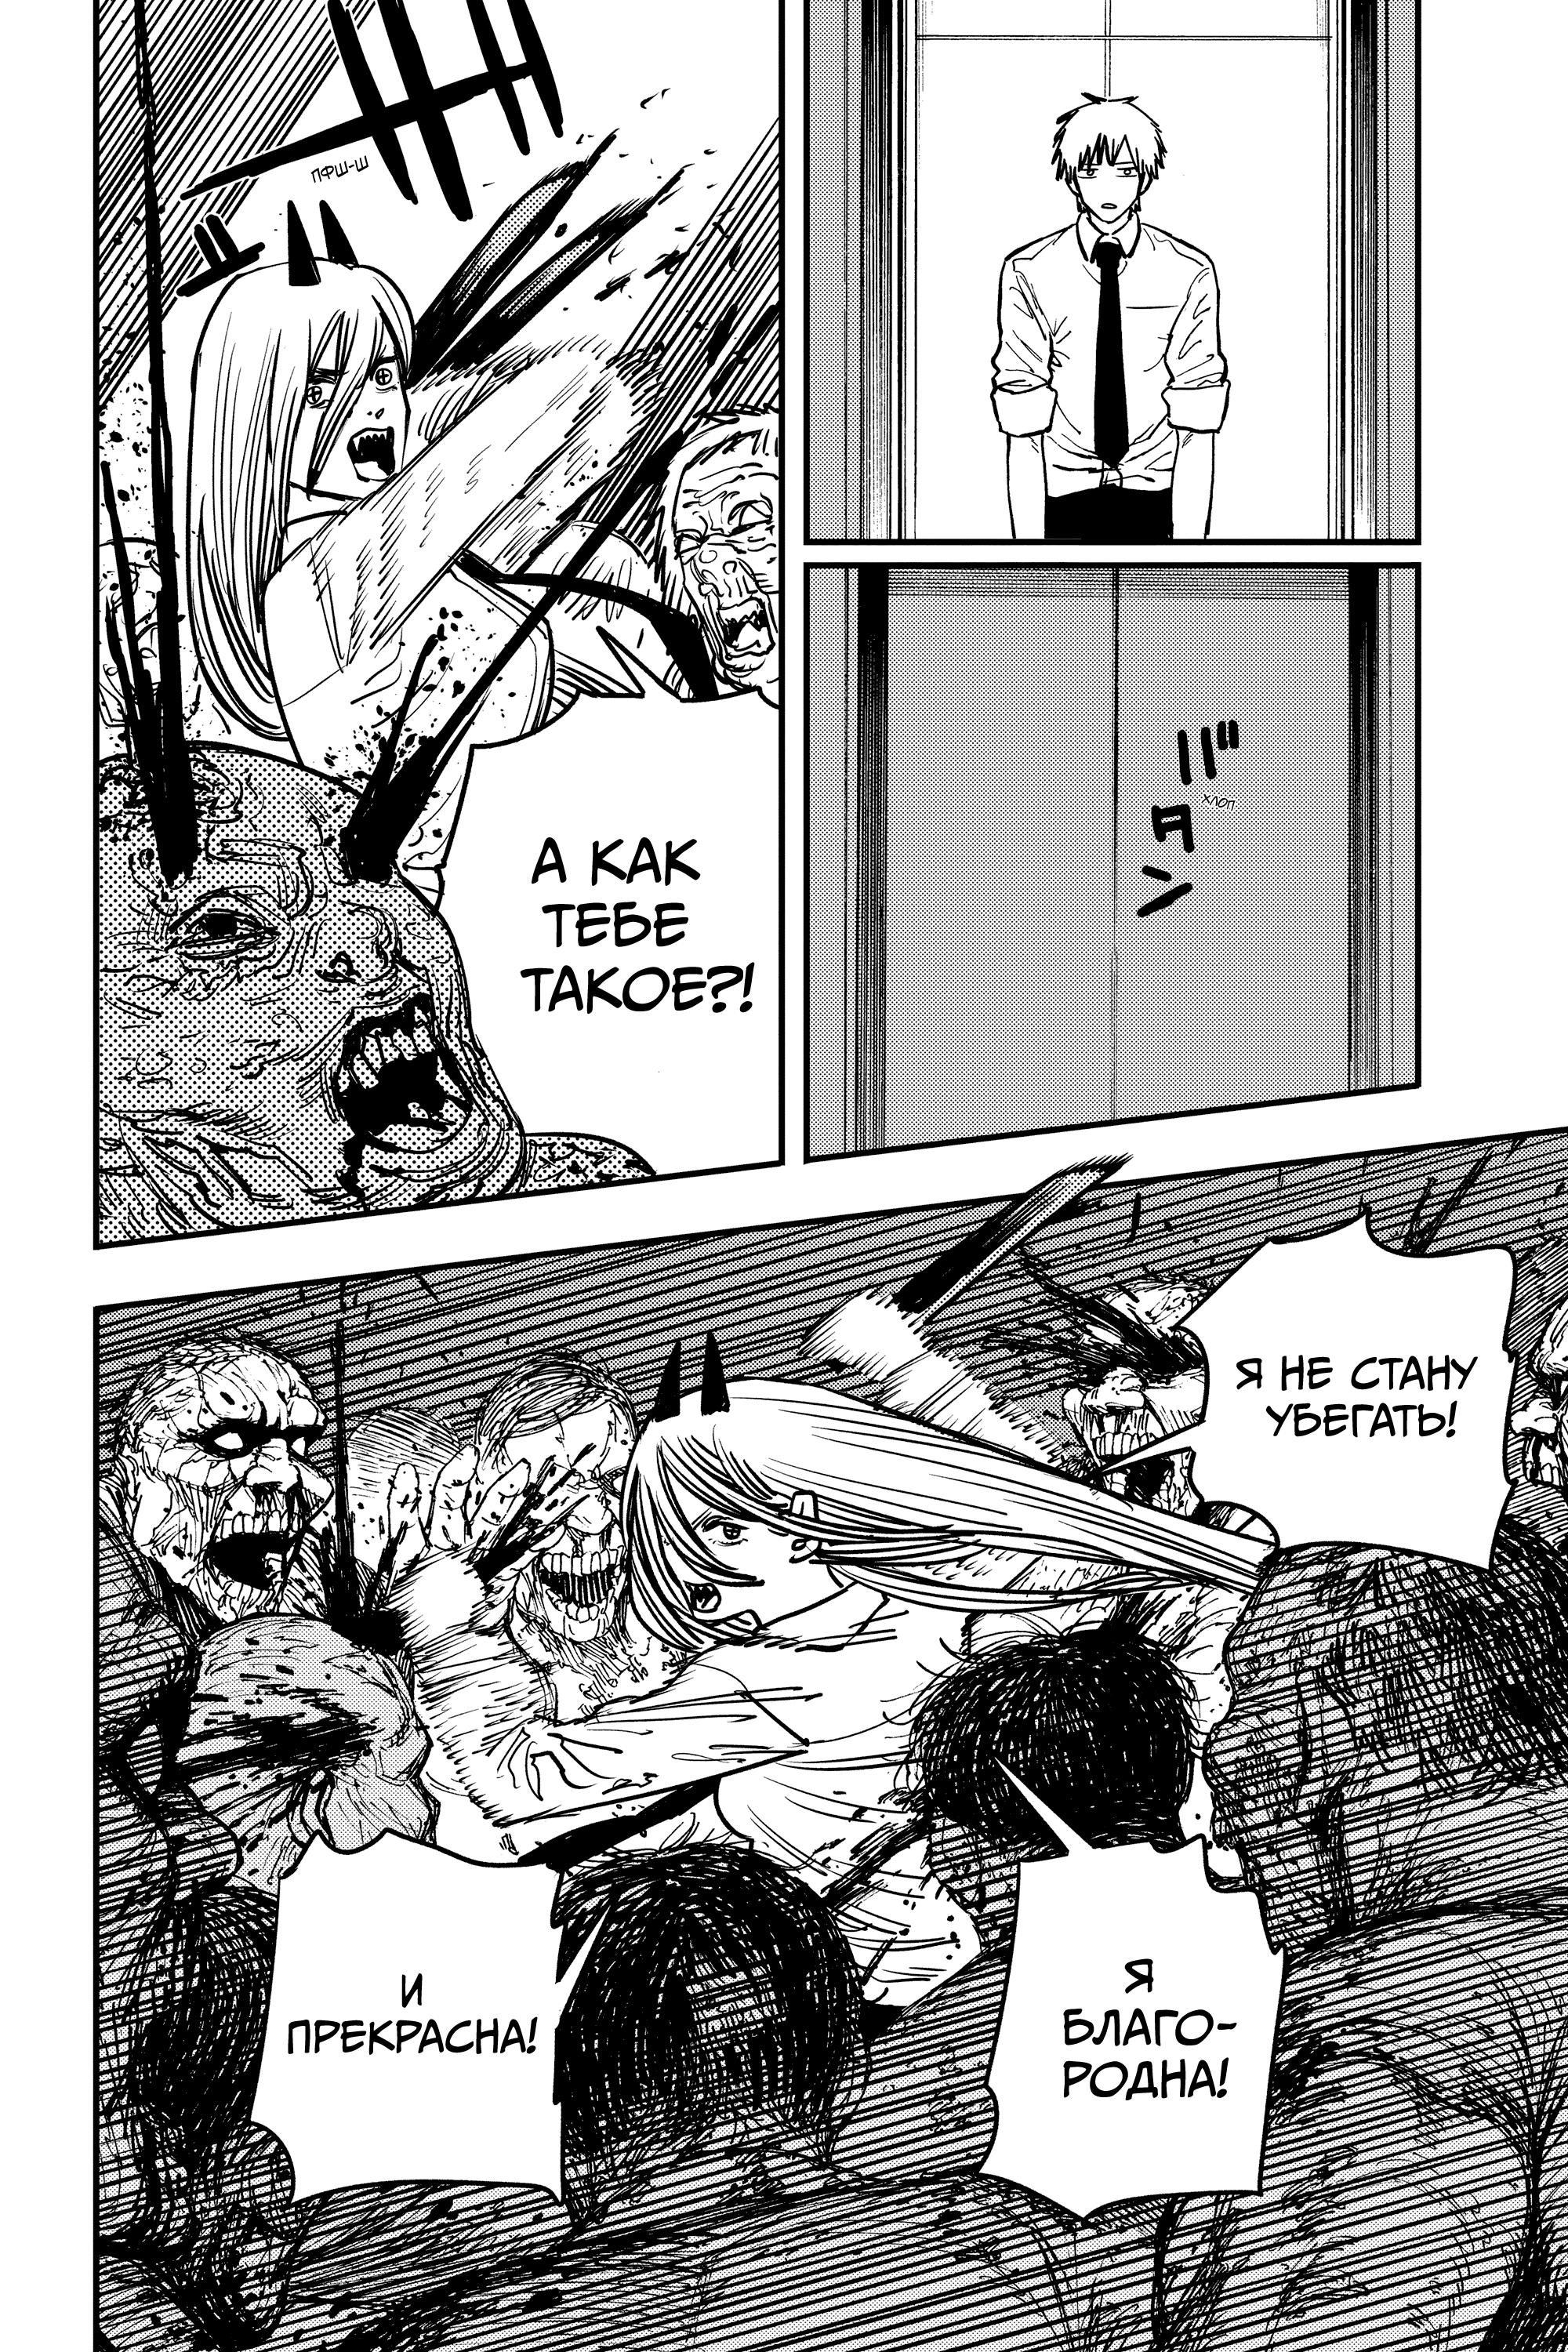 バタン
ХЛОП
ПФШ-Ш
А КАК
ТЕБЕ
ТАКОЕ?!
Я НЕ СТАНУ
УБЕГАТЬ!
Я
БЛАГО-
РОДНА!
И
ПРЕКРАСНА!